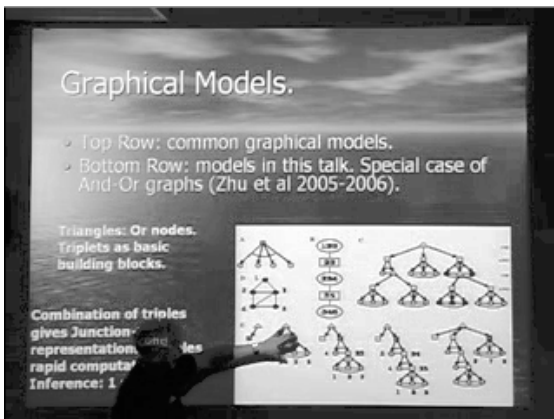 Graphical Models.
Top Row: common graphical models.
Bottom Row: models in this talk. Special case of
And-Or graphs (Zhu et al 2005-2006).
Triangles: Or nodes.
Triplets as basic
building blocks.
Combination of triples
gives Junction
representation
rapid computat
Inference: 1
A
B
C
D